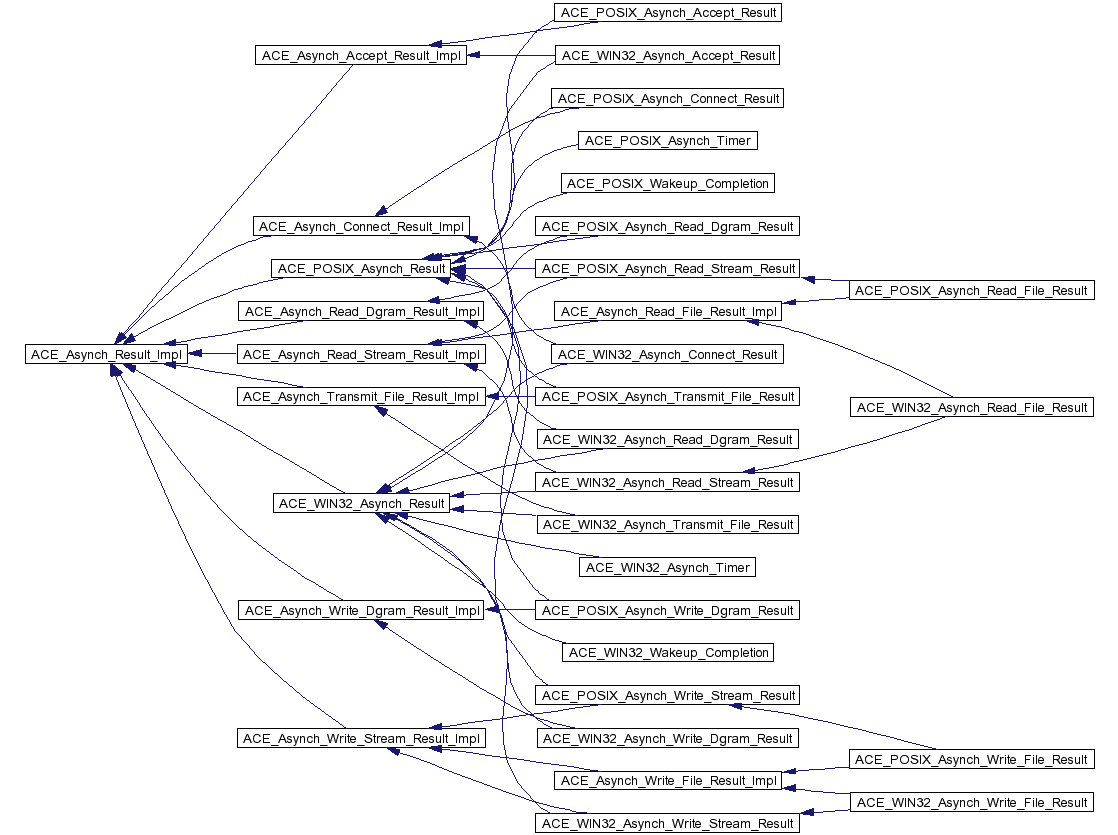 ACE_POSIX_Asynch_Accept_Result
ACE_Asynch_Accept_Result_Impl
ACE_WIN32_Asynch_Accept_Result
ACE_POSIX_Asynch_Connect_Result
ACE_POSIX_Asynch_Timer
ACE_POSIX_Wakeup_Completion
ACE_Asynch_Connect_Result_Impl
ACE_POSIX_Asynch_Read_Dgram_Result
ACE_POSIX_Asynch_Result
ACE_POSIX_Asynch_Read_Stream_Result
ACE_POSIX_Asynch_Read_File_Result
ACE_Asynch_Read_Dgram_Result_Impl
ACE_Asynch_Read_File_Result_Impl
ACE_Asynch_Result_Impl
ACE_Asynch_Read_Stream_Result_Impl
ACE_WIN32_Asynch_Connect_Result
ACE_Asynch_Transmit_File_Result_Impl
ACE_POSIX_Asynch_Transmit_File_Result
ACE_WIN32_Asynch_Read_File_Result
ACE_WIN32_Asynch_Read_Dgram_Result
ACE_WIN32_Asynch_Read_Stream_Result
ACE_WIN32_Asynch_Result
ACE_WIN32_Asynch_Transmit_File_Result
ACE_WIN32_Asynch_Timer
ACE_Asynch_Write_Dgram_Result_Impl
ACE_POSIX_Asynch_Write_Dgram_Result
ACE_WIN32_Wakeup_Completion
ACE_POSIX_Asynch_Write_Stream_Result
ACE_Asynch_Write_Stream_Result_Impl
ACE_WIN32_Asynch_Write_Dgram_Result
ACE_POSIX_Asynch_Write_File_Result
ACE_Asynch_Write_File_Result_Impl
ACE_WIN32_Asynch_Write_File_Result
ACE_WIN32_Asynch_Write_Stream_Result